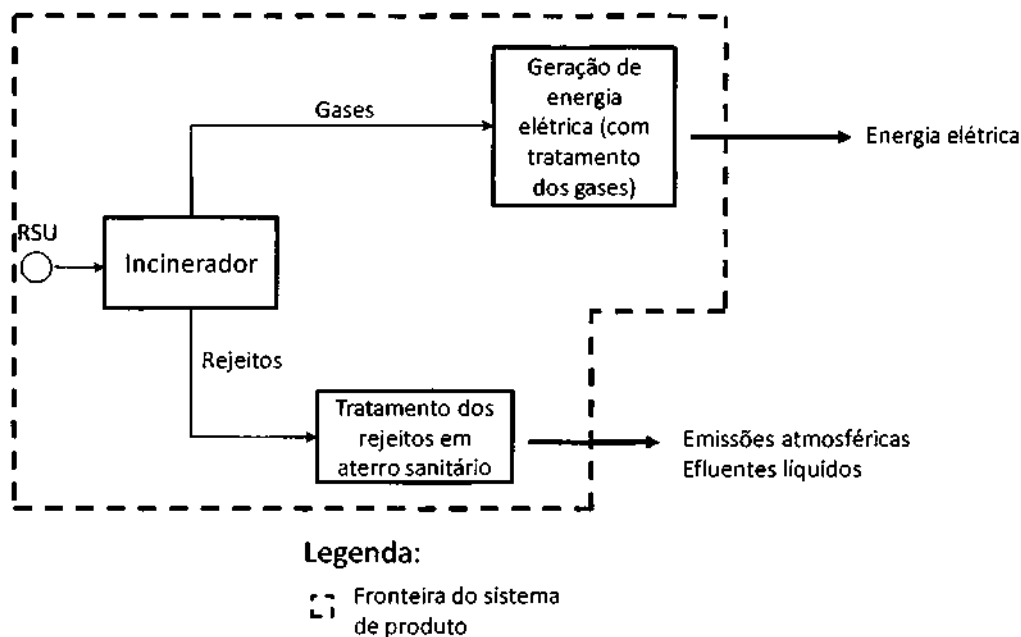 Geração de
energia
elétrica (com
tratamento
dos gases)
Gases
Energia elétrica
RSU
Incinerador
Rejeitos
Tratamento dos
rejeitos em
aterro sanitário
Emissões atmosféricas
Efluentes líquidos
Legenda:
Fronteira do sistema
de produto